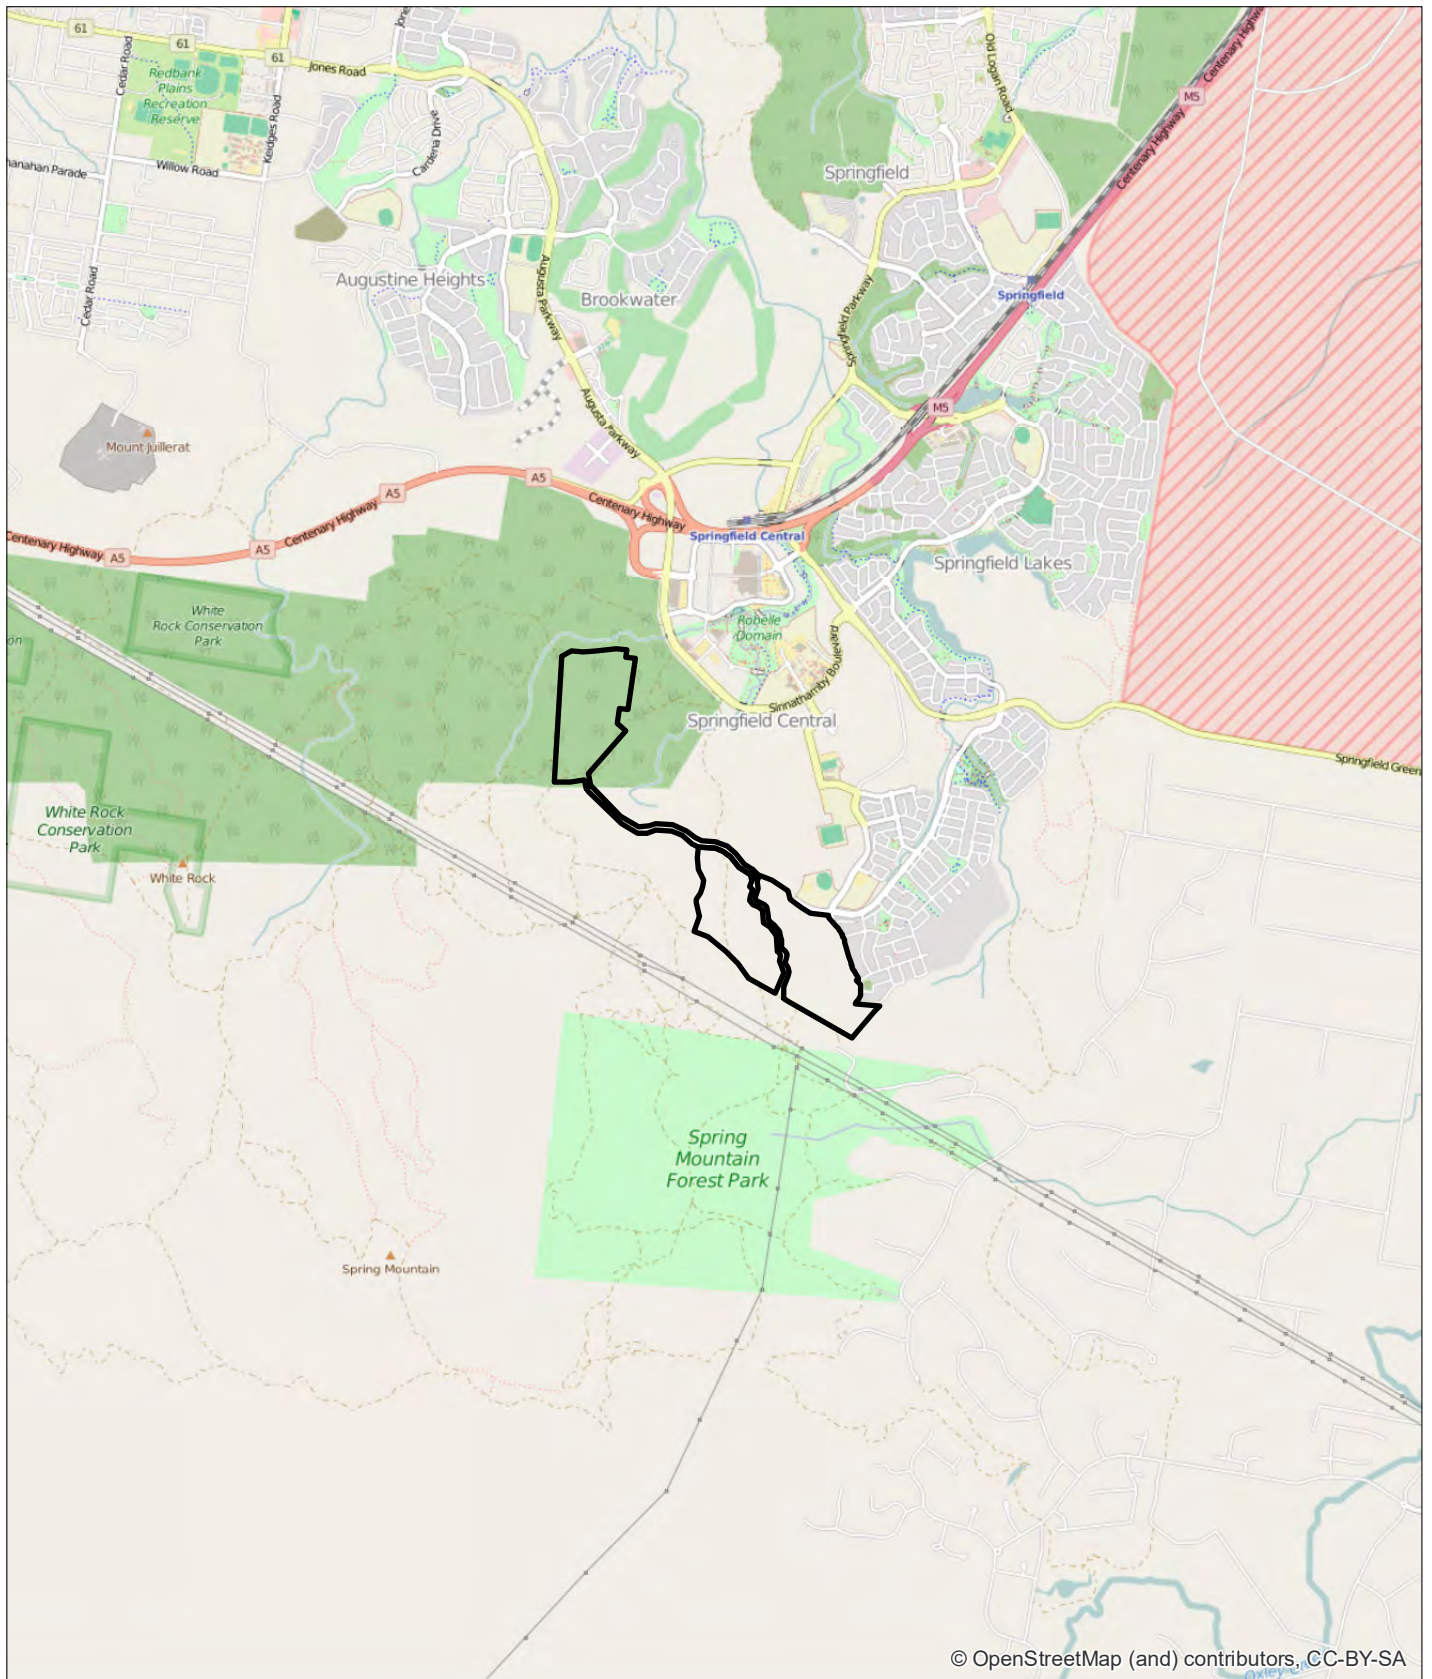 61
61
61
Jones Road
Cedar Road
Redbank
Plains
Recreation
Reserve
Keidges Road
Cardena Drive
Willow Road
hanahan Parade
Old Logan Road
Centenary Highway
M5
Centenary Highway
Springfield
Springfield
Augustine Heights
Brookwater
Augusta Parkway
Cedar Road
Springfield Parkway
Augusta Parkway
M5
Mount Juillerat
A5
A5
Centenary Highway
Centenary Highway
A5
Centenary Highway
A5
Springfield Central
Springfield Lakes
White
Rock Conservation
Park
Robelle
Domain
Sinnathamby Boulevard
Springfield Central
Springfield Green
White Rock
Conservation
Park
White Rock
Spring
Mountain
Forest Park
Spring Mountain
© OpenStreetMap (and) contributors, CC-BY-SA